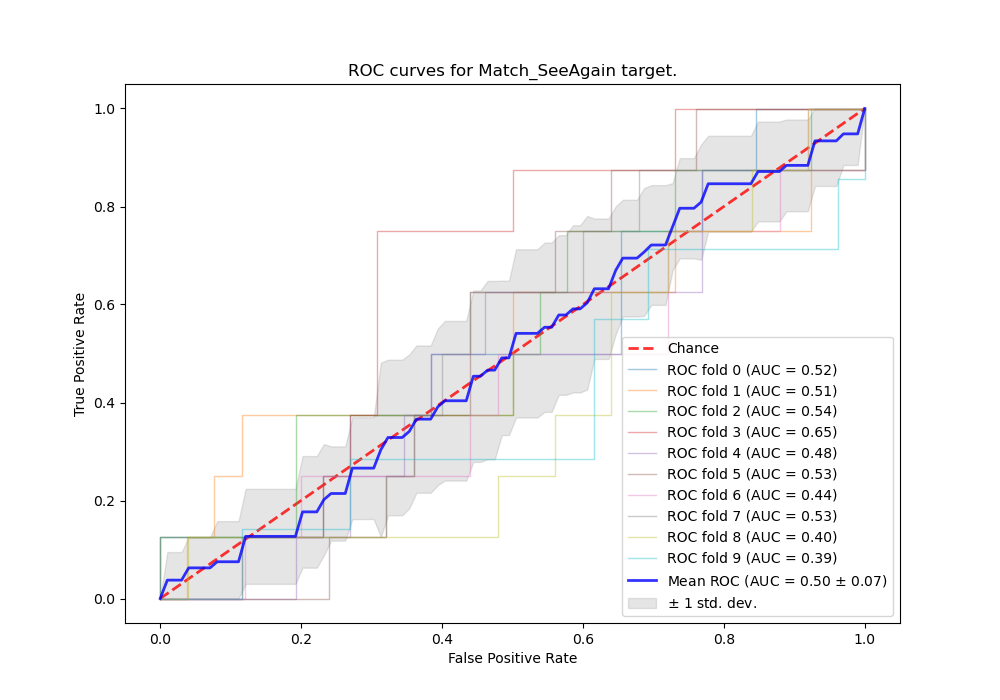 ROC curves for Match_SeeAgain target.
1.0
0.8
0.6
0.4
0.2
0.0
True Positive Rate
0.0 0.2 0.4 0.6 0.8 1.0
False Positive Rate
Chance
ROC fold 0 (AUC = 0.52)
ROC fold 1 (AUC = 0.51)
ROC fold 2 (AUC = 0.54)
ROC fold 3 (AUC = 0.65)
ROC fold 4 (AUC = 0.48)
ROC fold 5 (AUC = 0.53)
ROC fold 6 (AUC = 0.44)
ROC fold 7 (AUC = 0.53)
ROC fold 8 (AUC = 0.40)
ROC fold 9 (AUC = 0.39)
Mean ROC (AUC = 0.50 ± 0.07)
± 1 std. dev.